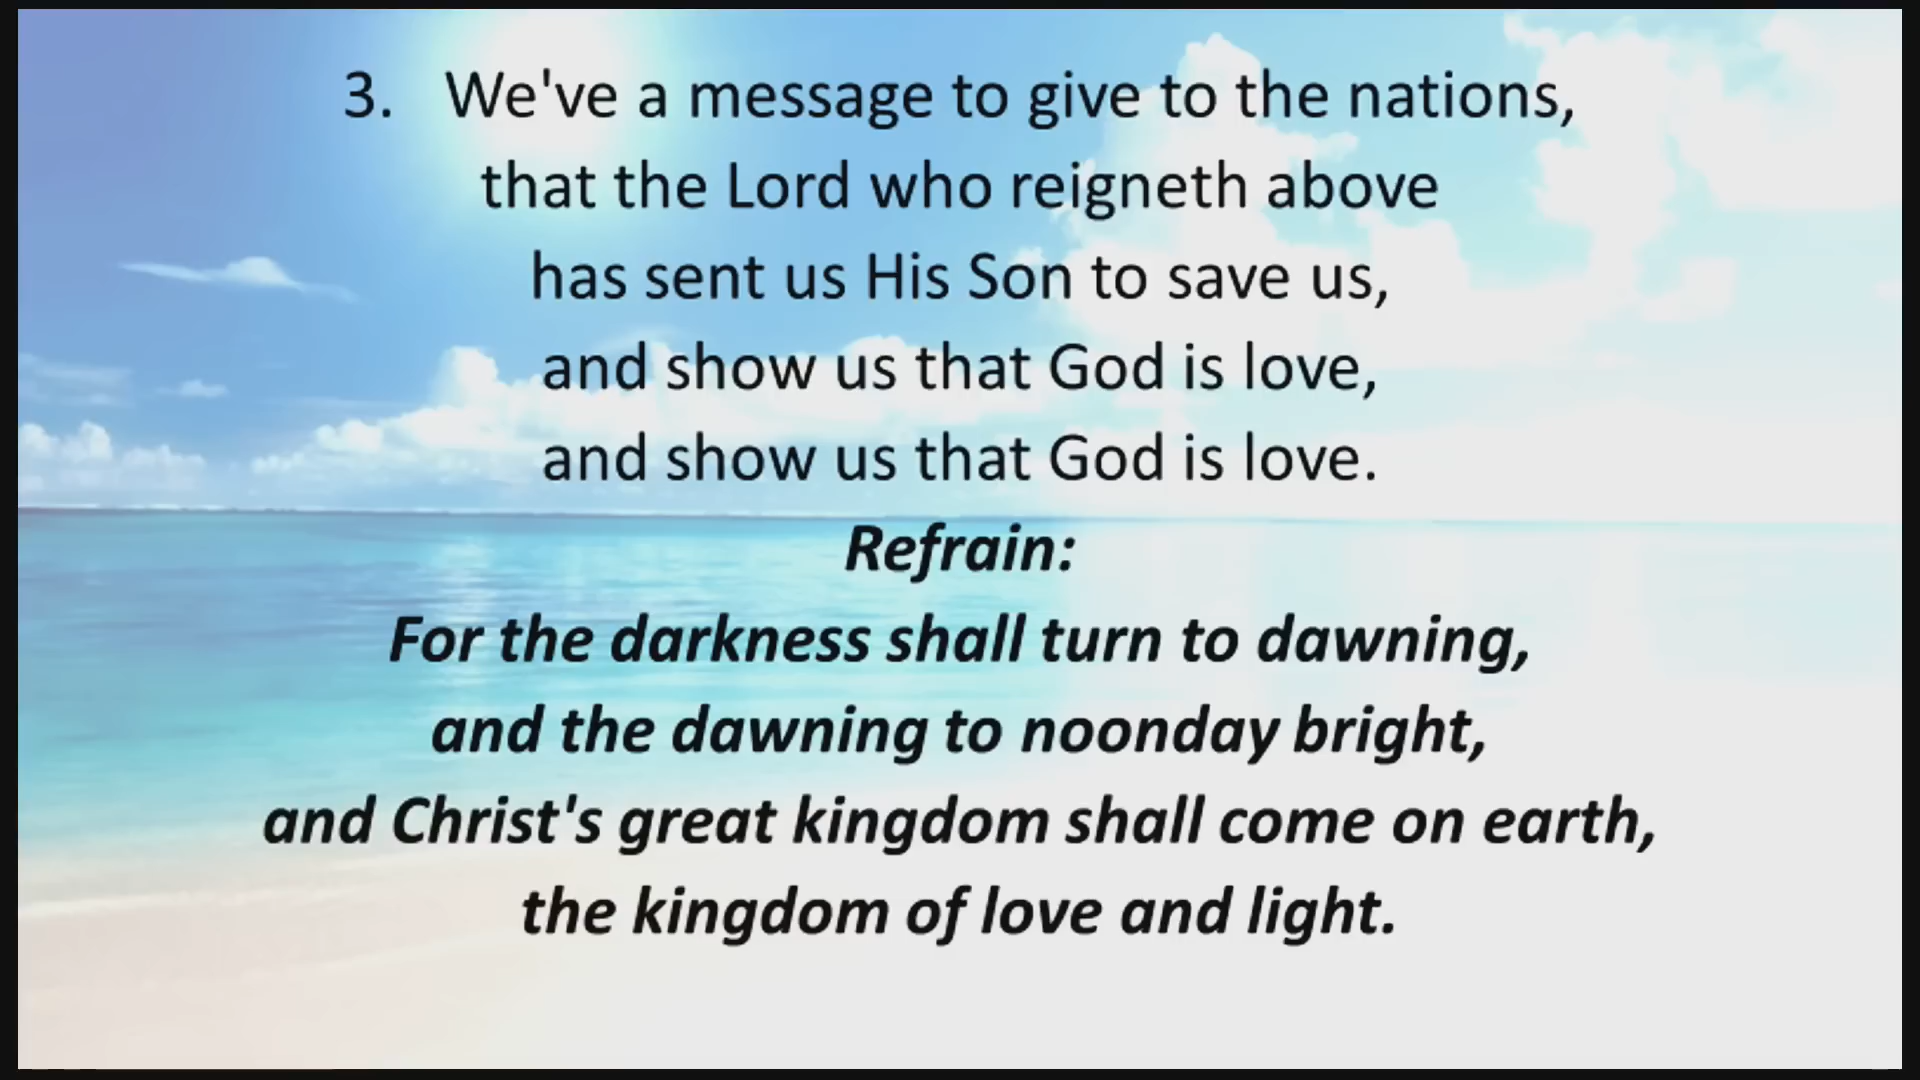 3. We've a message to give to the nations,
that the Lord who reigneth above
has sent us His Son to save us,
and show us that God is love,
and show us that God is love.
Refrain:
For the darkness shall turn to dawning,
and the dawning to noonday bright,
and Christ's great kingdom shall come on earth,
the kingdom of love and light.